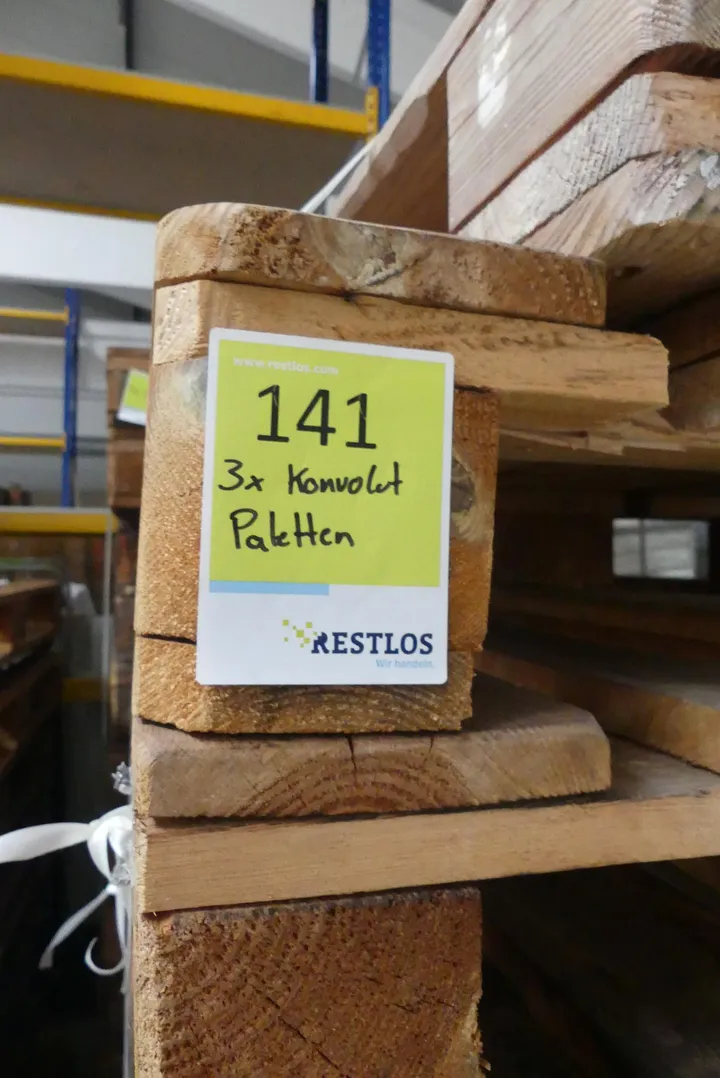 www.restlos.com
141
3x Konvolut
Paletten
RESTLOS
Wir handeln.